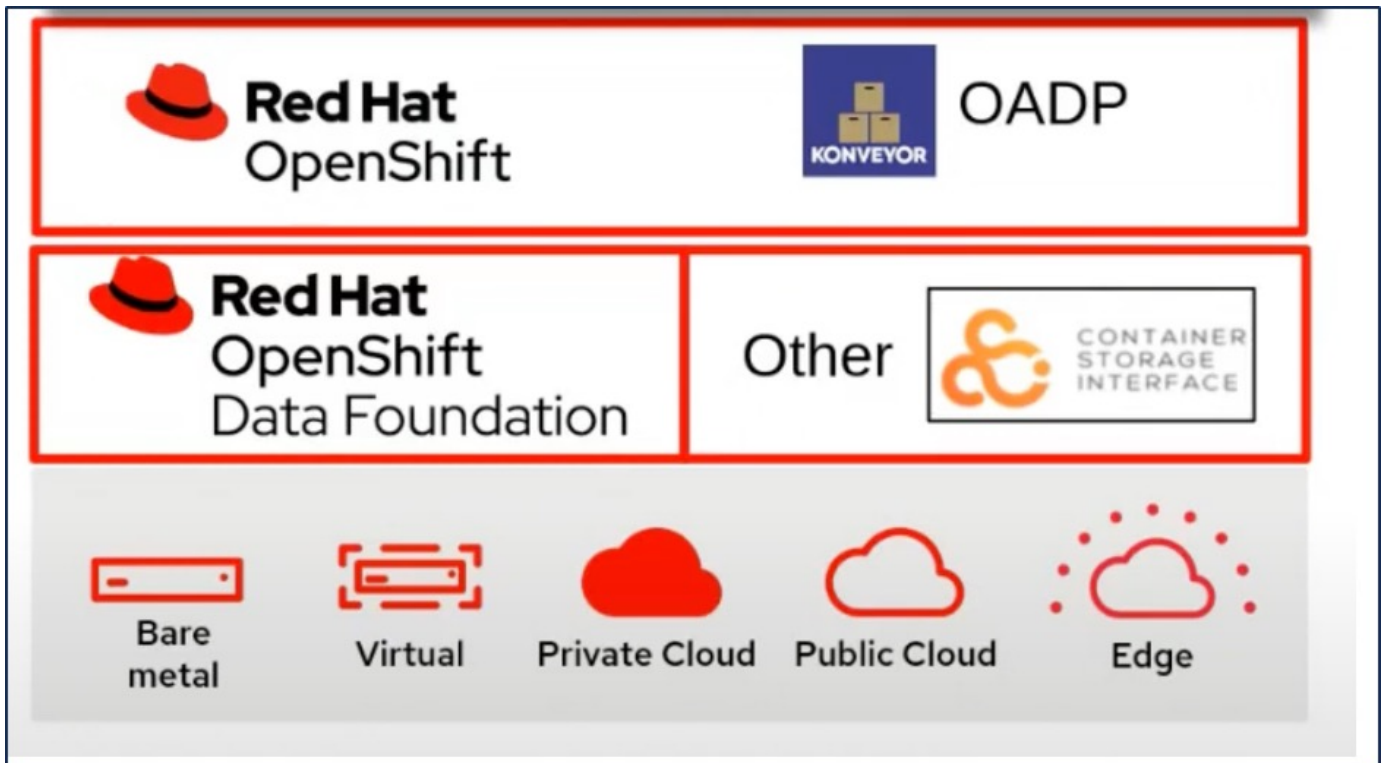 Red Hat
OpenShift
KONVEYOR
OADP
Red Hat
OpenShift
Data Foundation
Other
CONTAINER
STORAGE
INTERFACE
Bare
metal
Virtual
Private Cloud
Public Cloud
Edge